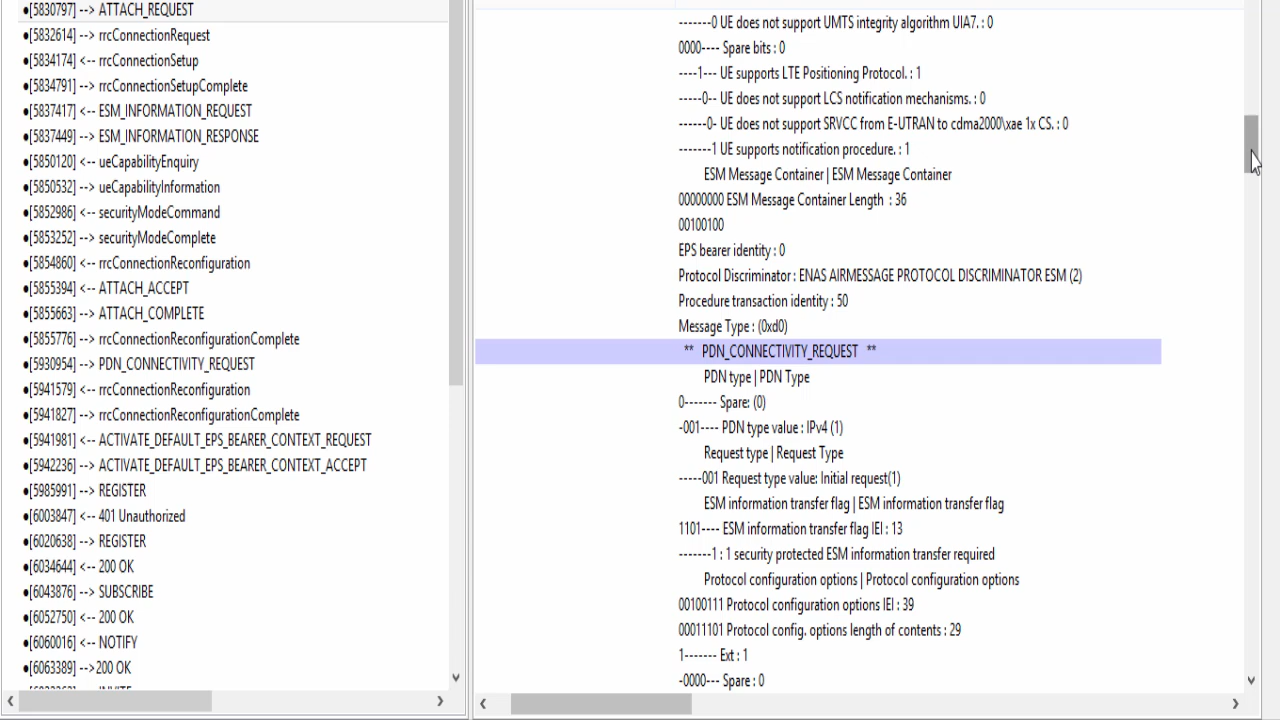 ●[5830797] --> ATTACH_REQUEST
●[5832614] --> rrcConnectionRequest
●[5834174] <-- rrcConnectionSetup
●[5834791] --> rrcConnectionSetupComplete
●[5837417] <-- ESM_INFORMATION_REQUEST
●[5837449] --> ESM_INFORMATION_RESPONSE
●[5850120] <-- ueCapabilityEnquiry
●[5850532] --> ueCapabilityInformation
●[5852986] <-- securityModeCommand
●[5853252] --> securityModeComplete
●[5854860] <-- rrcConnectionReconfiguration
●[5855394] <-- ATTACH_ACCEPT
●[5855663] --> ATTACH_COMPLETE
●[5855776] --> rrcConnectionReconfigurationComplete
●[5930954] --> PDN_CONNECTIVITY_REQUEST
●[5941579] <-- rrcConnectionReconfiguration
●[5941827] --> rrcConnectionReconfigurationComplete
●[5941981] <-- ACTIVATE_DEFAULT_EPS_BEARER_CONTEXT_REQUEST
●[5942236] --> ACTIVATE_DEFAULT_EPS_BEARER_CONTEXT_ACCEPT
●[5985991] --> REGISTER
●[6003847] <-- 401 Unauthorized
●[6020638] --> REGISTER
●[6034644] <-- 200 OK
●[6043876] --> SUBSCRIBE
●[6052750] <-- 200 OK
●[6060016] <-- NOTIFY
●[6063389] -->200 OK
-------0 UE does not support UMTS integrity algorithm UIA7. : 0
0000---- Spare bits : 0
----1--- UE supports LTE Positioning Protocol. : 1
-----0-- UE does not support LCS notification mechanisms. : 0
------0- UE does not support SRVCC from E-UTRAN to cdma2000\xae 1x CS. : 0
-------1 UE supports notification procedure. : 1
ESM Message Container | ESM Message Container
00000000 ESM Message Container Length : 36
00100100
EPS bearer identity : 0
Protocol Discriminator : ENAS AIRMESSAGE PROTOCOL DISCRIMINATOR ESM (2)
Procedure transaction identity : 50
Message Type : (0xd0)
** PDN_CONNECTIVITY_REQUEST **
PDN type | PDN Type
0------- Spare: (0)
-001---- PDN type value : IPv4 (1)
Request type | Request Type
-----001 Request type value: Initial request(1)
ESM information transfer flag | ESM information transfer flag
1101---- ESM information transfer flag IEI : 13
-------1 : 1 security protected ESM information transfer required
Protocol configuration options | Protocol configuration options
00100111 Protocol configuration options IEI : 39
00011101 Protocol config. options length of contents : 29
1------- Ext : 1
-0000--- Spare : 0